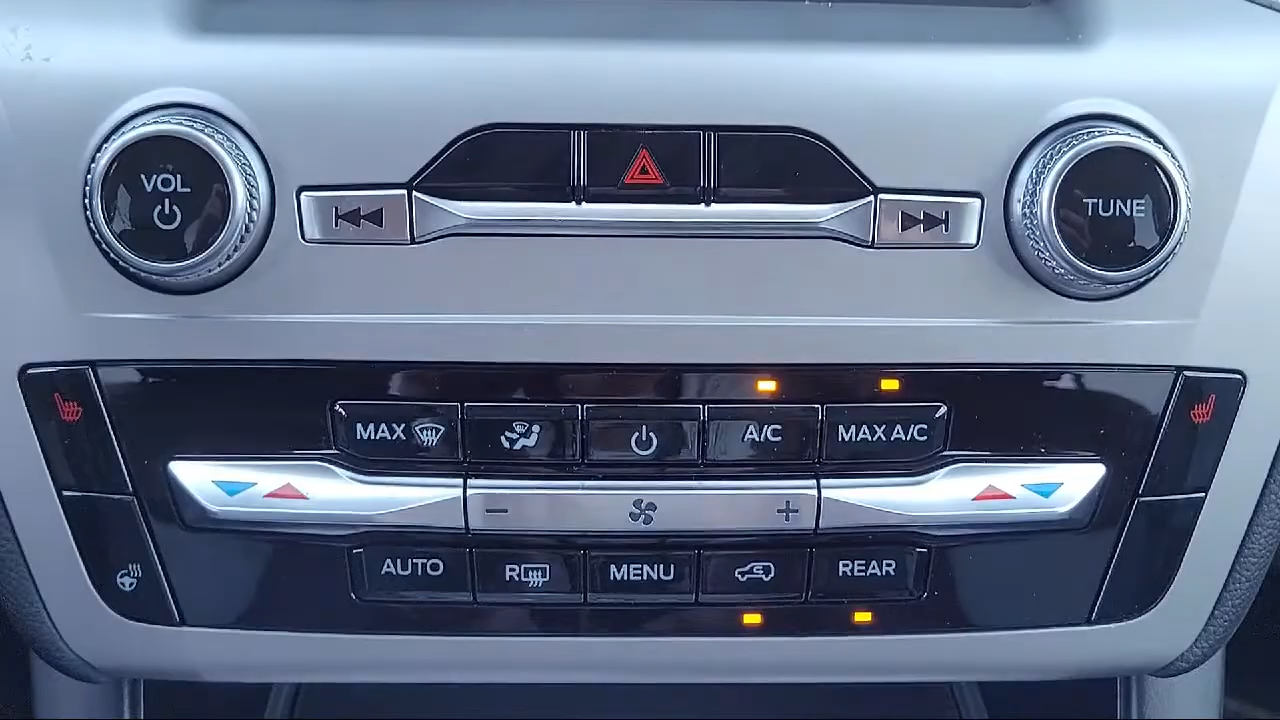 VOL
TUNE
MAX
A/C
MAX A/C
- +
AUTO
R
MENU
REAR